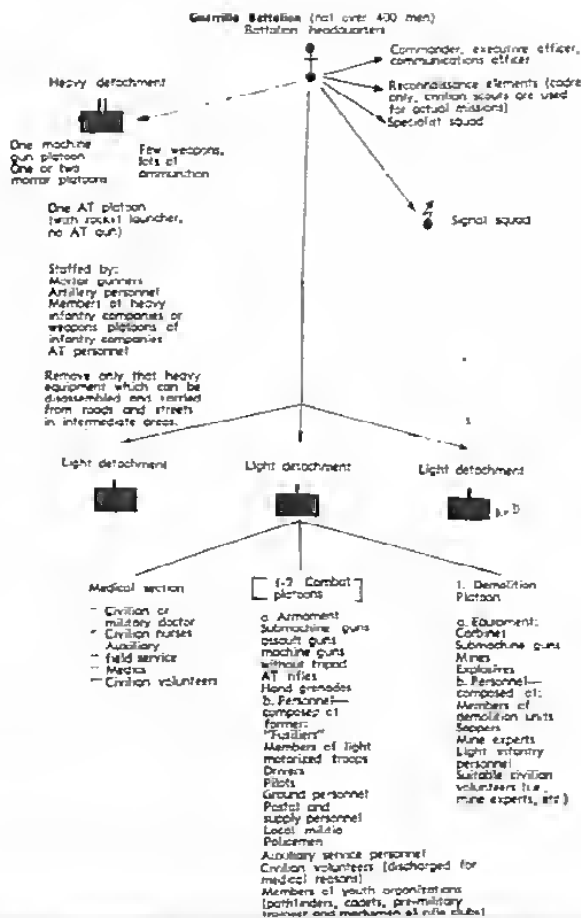 Guerrilla Battalion (not over 400 men)
Battalion headquarters
Commander, executive officer,
communications officer
Reconnaissance elements (cadre
only, civilian scouts are used
for actual missions)
Specialist squad
Signal squad
Heavy detachment
One machine
gun platoon
One or two
mortar platoons
Few weapons,
lots of
ammunition
One AT platoon
(with rocket launcher,
no AT gun)
Staffed by:
Mortar gunners
Artillery personnel
Members of heavy
infantry companies or
weapons platoons of
infantry companies
AT personnel
Remove only that heavy
equipment which can be
disassembled and carried
from roads and streets
in intermediate areas.
Light detachment
Light detachment
Light detachment
Medical section
Civilian or
military doctor
Civilian nurses
Auxiliary
field service
Medics
Civilian volunteers
Combat
platoons
a. Armament
Submachine guns
assault guns
machine guns
without tripod
AT rifles
Hand grenades
b. Personnel—
composed of
former:
"Fusiliers"
Members of light
motorized troops
Drivers
Pilots
Ground personnel
Postal and
supply personnel
Local militia
Policemen
Auxiliary service personnel
Civilian volunteers (discharged for
medical reasons)
Members of youth organizations
(pathfinders, cadets, pre-military
trainees and members of rifle clubs)
1. Demolition
Platoon
a. Equipment:
Carbines
Submachine guns
Mines
Explosives
b. Personnel—
composed of:
Members of
demolition units
Sappers
Mine experts
Light infantry
personnel
Suitable civilian
volunteers (i.e.,
mine experts, etc.)